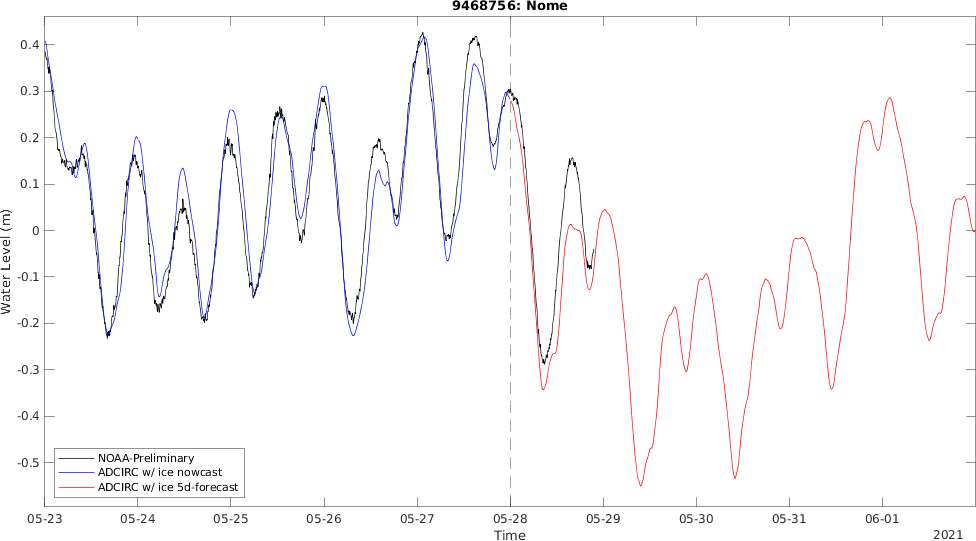 9468756: Nome
0.4
0.3
0.2
0.1
0
-0.1
-0.2
-0.3
-0.4
-0.5
Water Level (m)
NOAA-Preliminary
ADCIRC w/ ice nowcast
ADCIRC w/ ice 5d-forecast
05-23 05-24 05-25 05-26 05-27 05-28 05-29 05-30 05-31 06-01
Time
2021